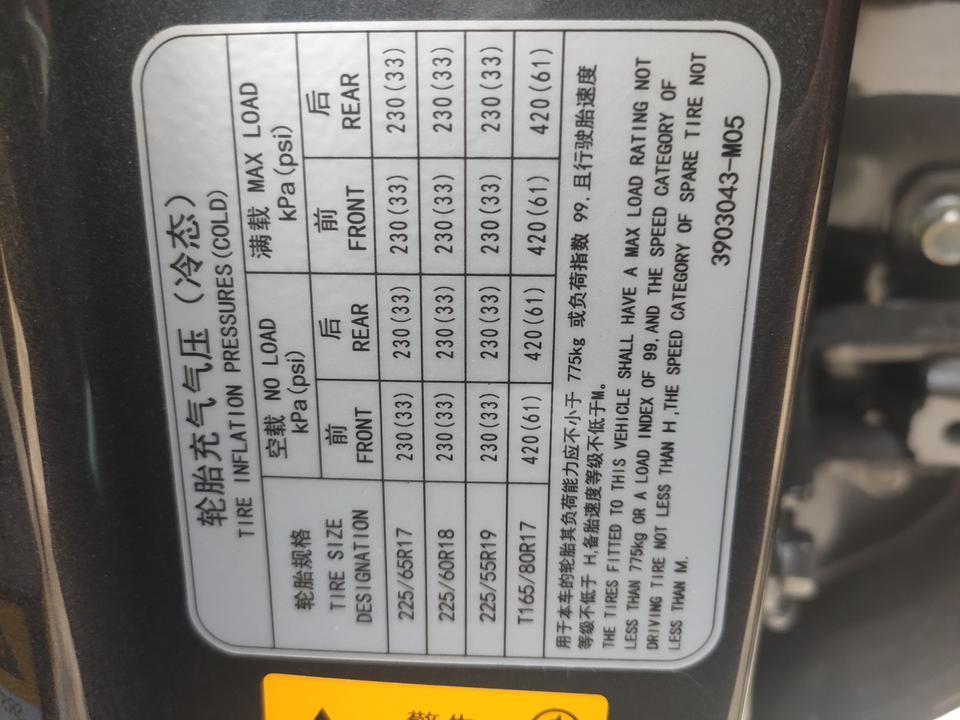 轮胎充气气压（冷态）
TIRE INFLATION PRESSURES(COLD)
轮胎规格 TIRE SIZE DESIGNATION 空载 NO LOAD kPa(psi) 满载 MAX LOAD kPa(psi)
前 FRONT 后 REAR 前 FRONT 后 REAR
225/65R17 230(33) 230(33) 230(33) 230(33)
225/60R18 230(33) 230(33) 230(33) 230(33)
225/55R19 230(33) 230(33) 230(33) 230(33)
T165/80R17 420(61) 420(61) 420(61) 420(61)
用于本车的轮胎其负荷能力应不小于 775kg 或负荷指数 99,且行驶胎速度
等级不低于 H,备胎速度等级不低于M。
THE TIRES FITTED TO THIS VEHICLE SHALL HAVE A MAX LOAD RATING NOT
LESS THAN 775kg OR A LOAD INDEX OF 99,AND THE SPEED CATEGORY OF
DRIVING TIRE NOT LESS THAN H ,THE SPEED CATEGORY OF SPARE TIRE NOT
LESS THAN M.
3903043-M05